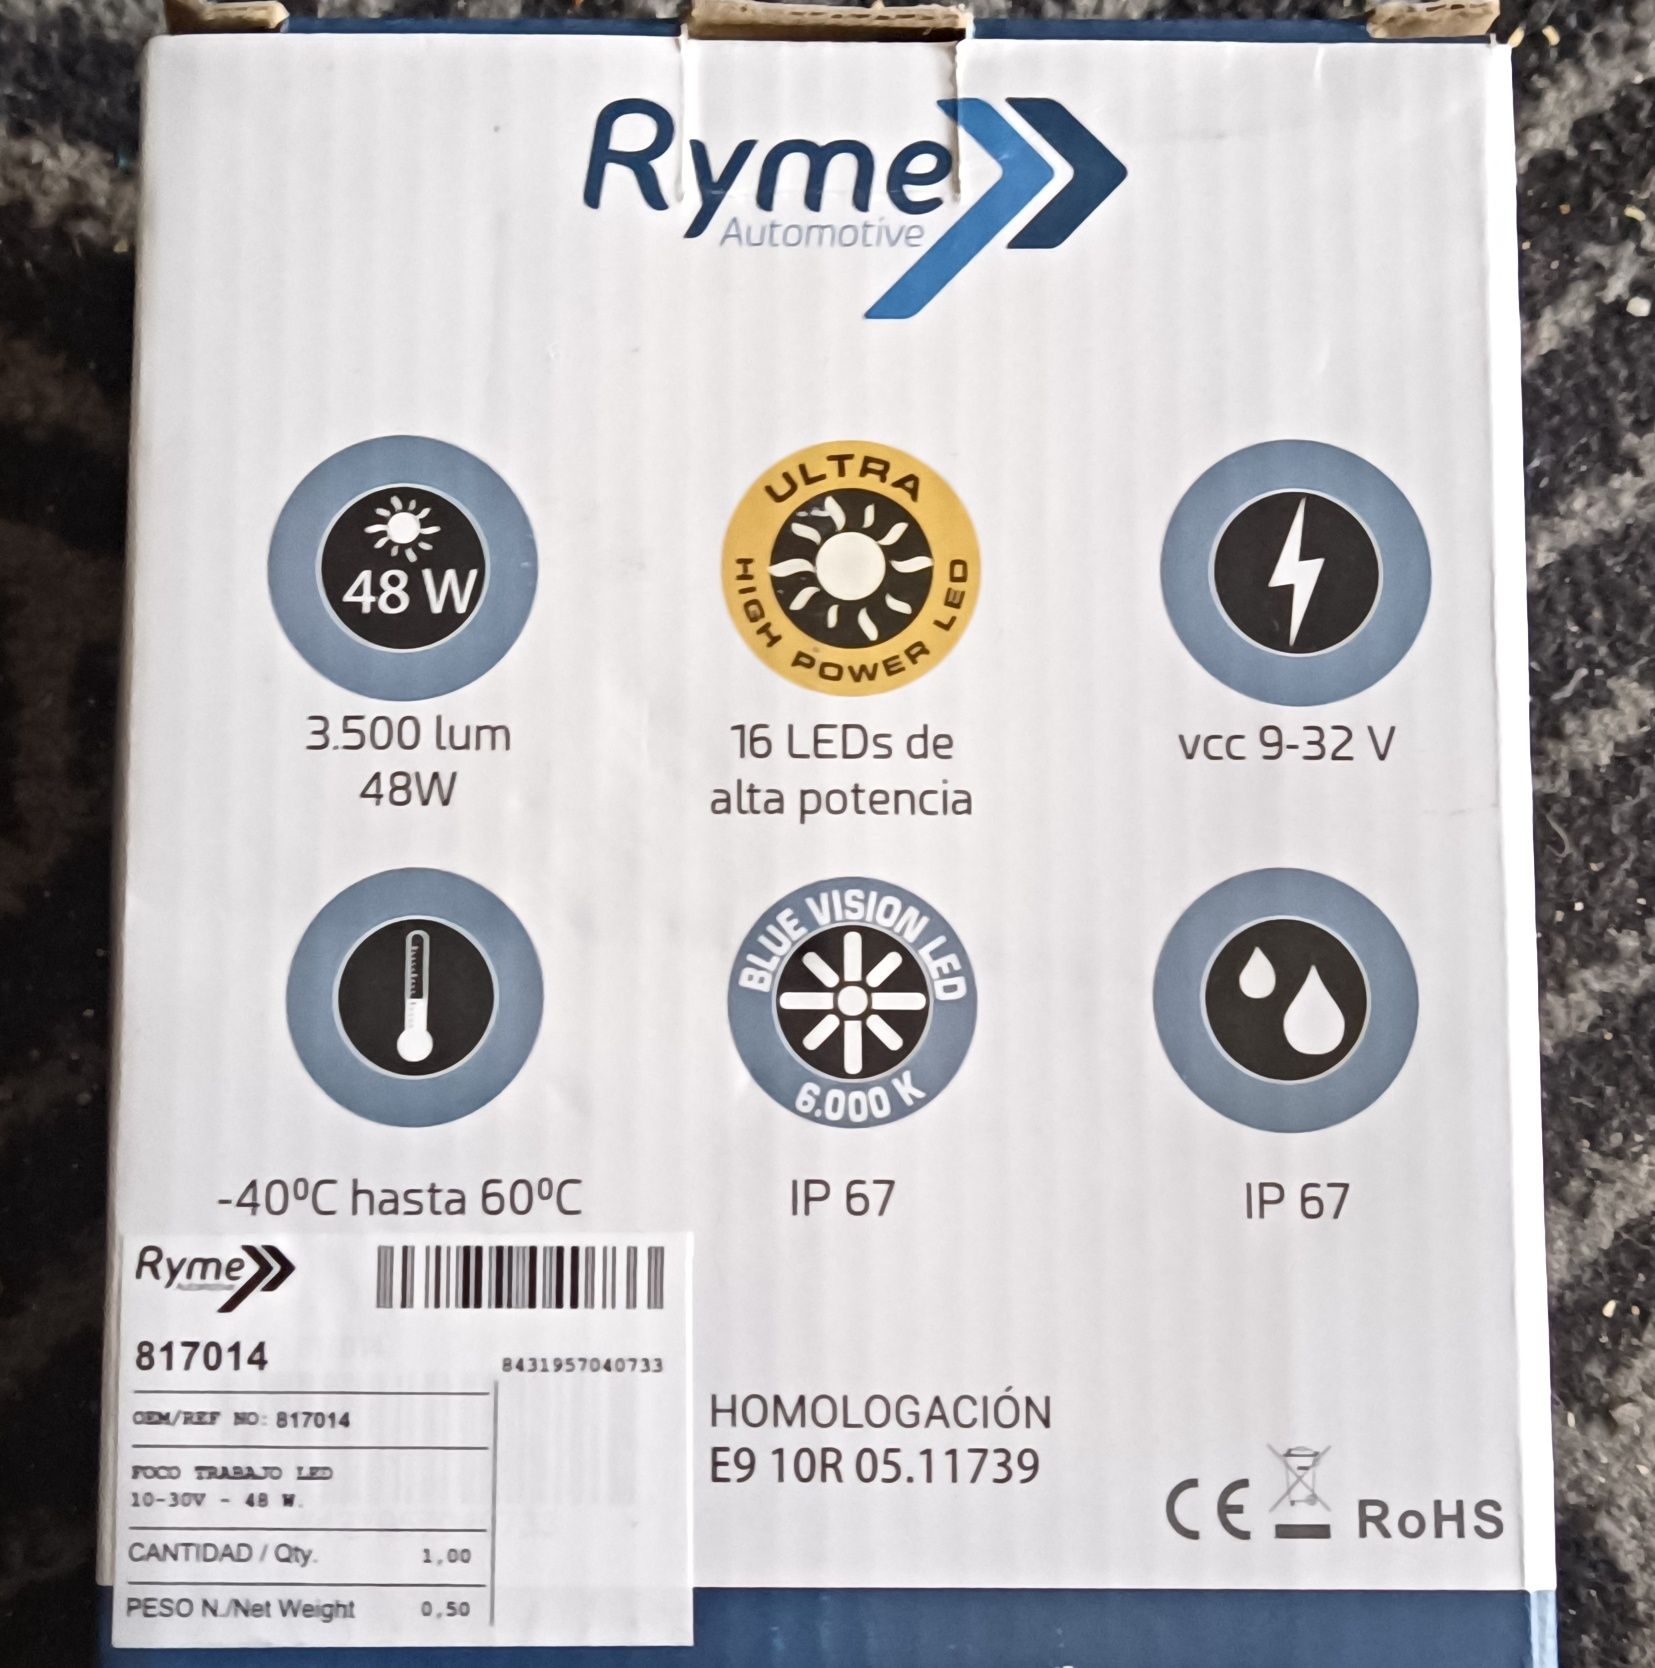 Ryme
Automotive
48 W
ULTRA
HIGH POWER LED
3.500 lum
48W
16 LEDs de
alta potencia
vcc 9-32 V
BLUE VISION LED
6.000 K
-40ºC hasta 60ºC
IP 67
IP 67
Ryme
817014
8431957040733
OEM/REF NO: 817014
FOCO TRABAJO LED
10-30V - 48 W.
CANTIDAD / Qty. 1,00
PESO N./Net Weight 0,50
HOMOLOGACIÓN
E9 10R 05.11739
CE RoHS